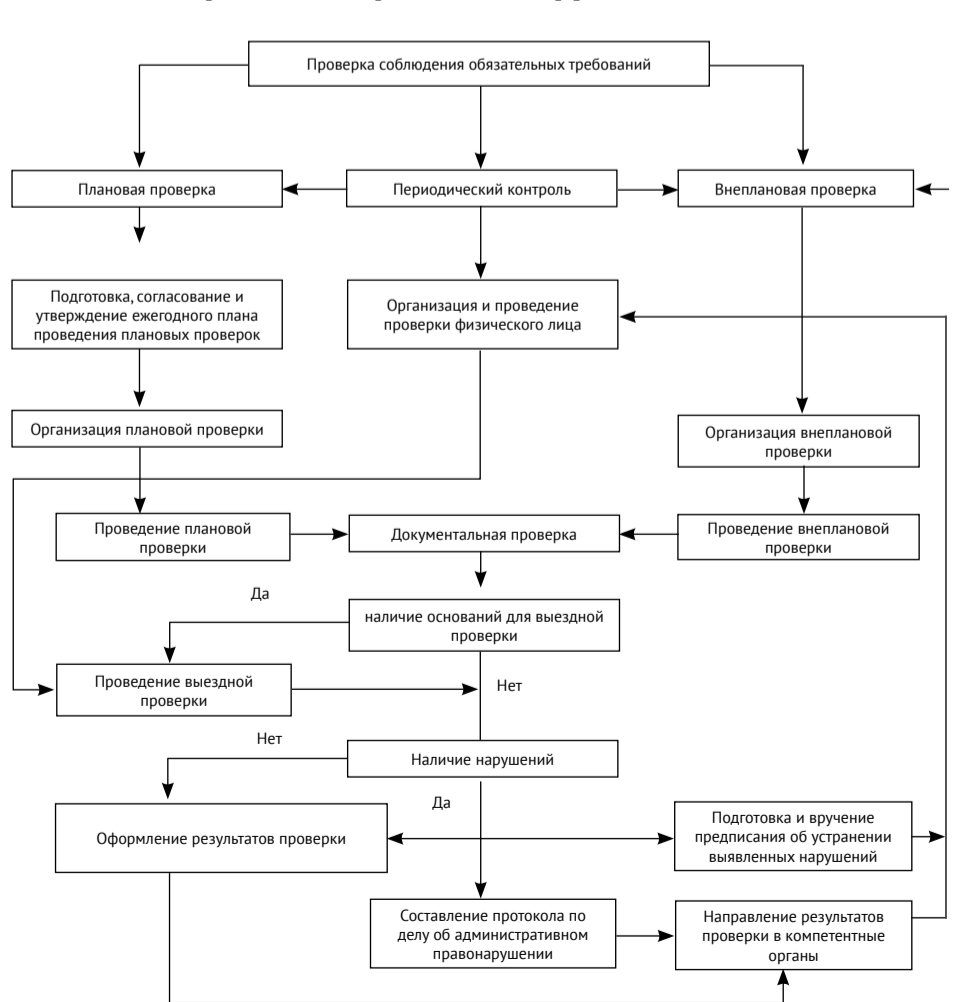 Проверка соблюдения обязательных требований
Плановая проверка
Периодический контроль
Внеплановая проверка
Подготовка, согласование и
утверждение ежегодного плана
проведения плановых проверок
Организация и проведение
проверки физического лица
Организация плановой проверки
Организация внеплановой
проверки
Проведение плановой
проверки
Документальная проверка
Проведение внеплановой
проверки
Да
наличие оснований для выездной
проверки
Проведение выездной
проверки
Нет
Нет
Наличие нарушений
Да
Оформление результатов проверки
Подготовка и вручение
предписания об устранении
выявленных нарушений
Составление протокола по
делу об административном
правонарушении
Направление результатов
проверки в компетентные
органы